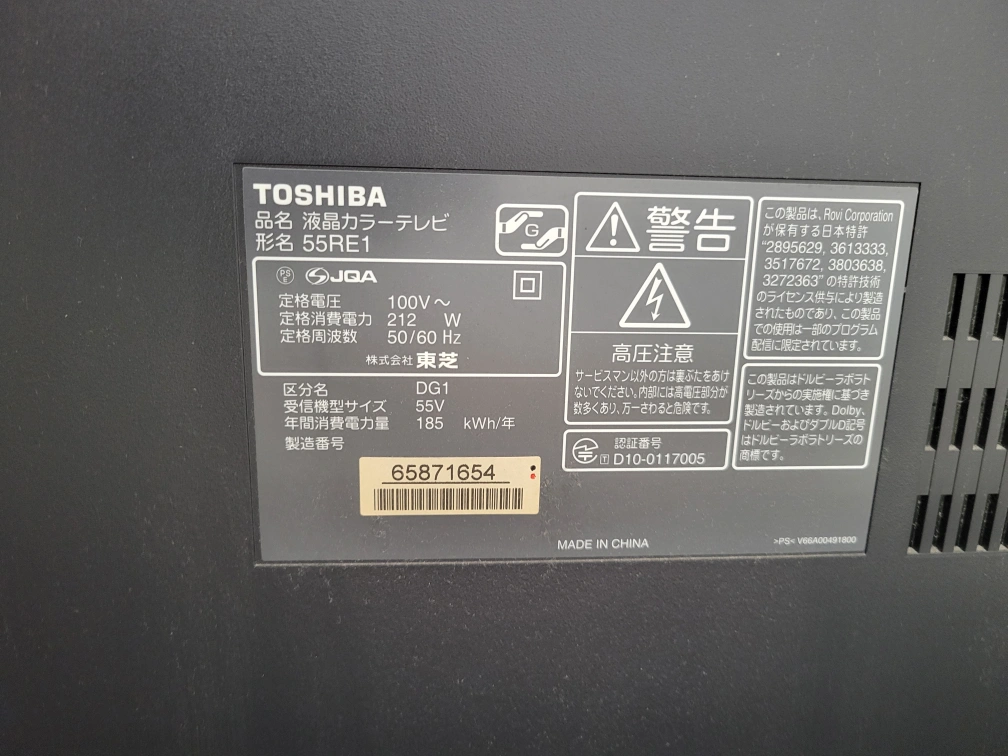 TOSHIBA
品名 液晶カラーテレビ
形名 55RE1
PS
E
JQA
定格電圧 100V～
定格消費電力 212 W
定格周波数 50/60 Hz
株式会社 東芝
区分名 DG1
受信機型サイズ 55V
年間消費電力量 185 kWh/年
製造番号
65871654
G
警告
高圧注意
サービスマン以外の方は裏ぶたをあけ
ないでください。内部には高電圧部分が
数多くあり、万一さわると危険です。
認証番号
T D10-0117005
この製品は、Rovi Corporation
が保有する日本特許
“2895629, 3613333,
3517672, 3803638,
3272363” の特許技術
のライセンス供与により製造
されたものであり、この製品
での使用は一部のプログラム
配信に限定されています。
この製品はドルビーラボラト
リーズからの実施権に基づき
製造されています。Dolby、
ドルビーおよびダブルD記号
はドルビーラボラトリーズの
商標です。
MADE IN CHINA
>PS< V66A00491800